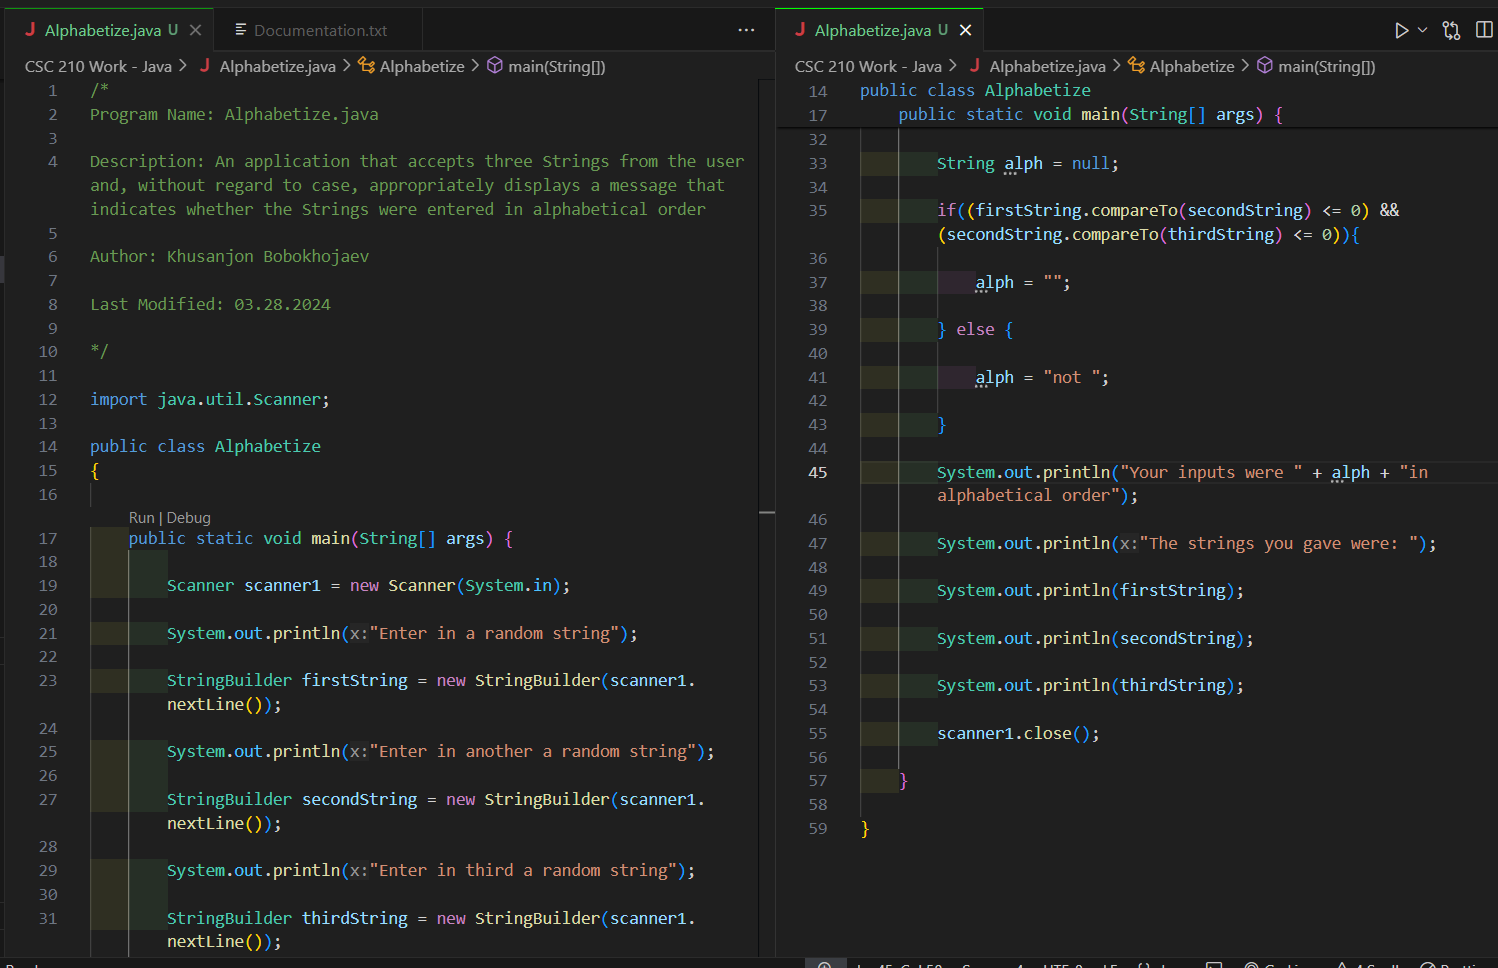 Alphabetize.java U
Documentation.txt
CSC 210 Work - Java > Alphabetize.java > Alphabetize > main(String[])
1 /*
2 Program Name: Alphabetize.java
3
4 Description: An application that accepts three Strings from the user
and, without regard to case, appropriately displays a message that
indicates whether the Strings were entered in alphabetical order
5
6 Author: Khusanjon Bobokhojaev
7
8 Last Modified: 03.28.2024
9
10 */
11
12 import java.util.Scanner;
13
14 public class Alphabetize
15 {
16
Run | Debug
17 public static void main(String[] args) {
18
19 Scanner scanner1 = new Scanner(System.in);
20
21 System.out.println(x:"Enter in a random string");
22
23 StringBuilder firstString = new StringBuilder(scanner1.
nextLine());
24
25 System.out.println(x:"Enter in another a random string");
26
27 StringBuilder secondString = new StringBuilder(scanner1.
nextLine());
28
29 System.out.println(x:"Enter in third a random string");
30
31 StringBuilder thirdString = new StringBuilder(scanner1.
nextLine());
Alphabetize.java U
CSC 210 Work - Java > Alphabetize.java > Alphabetize > main(String[])
14 public class Alphabetize
17 public static void main(String[] args) {
32
33 String alph = null;
34
35 if((firstString.compareTo(secondString) <= 0) &&
(secondString.compareTo(thirdString) <= 0)){
36
37 alph = "";
38
39 } else {
40
41 alph = "not ";
42
43 }
44
45 System.out.println("Your inputs were " + alph + "in
alphabetical order");
46
47 System.out.println(x:"The strings you gave were: ");
48
49 System.out.println(firstString);
50
51 System.out.println(secondString);
52
53 System.out.println(thirdString);
54
55 scanner1.close();
56
57 }
58
59 }